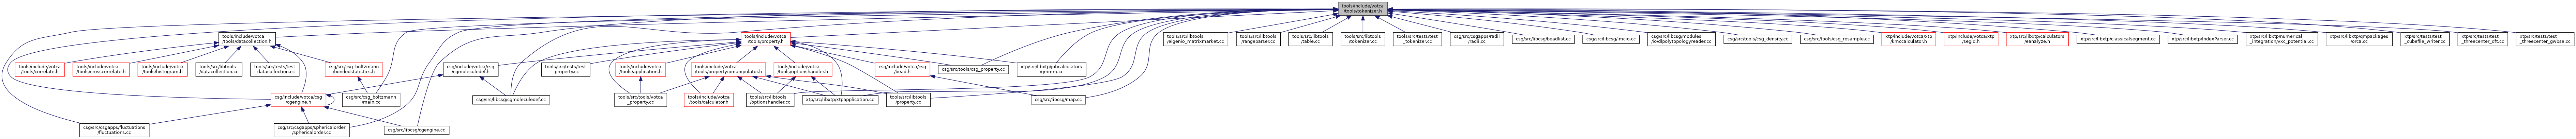 tools/include/votca
/tools/tokenizer.h
tools/include/votca
/tools/datacollection.h
tools/include/votca
/tools/property.h
tools/src/libtools
/eigenio_matrixmarket.cc
tools/src/libtools
/rangeparser.cc
tools/src/libtools
/table.cc
tools/src/libtools
/tokenizer.cc
tools/src/tests/test
_tokenizer.cc
csg/src/csgapps/radii
/radii.cc
csg/src/libcsg/beadlist.cc
csg/src/libcsg/imcio.cc
csg/src/libcsg/modules
/io/dlpolytopologyreader.cc
csg/src/tools/csg_density.cc
csg/src/tools/csg_resample.cc
xtp/include/votca/xtp
/kmccalculator.h
xtp/include/votca/xtp
/segid.h
xtp/src/libxtp/calculators
/eanalyze.h
xtp/src/libxtp/classicalsegment.cc
xtp/src/libxtp/IndexParser.cc
xtp/src/libxtp/numerical
_integration/vxc_potential.cc
xtp/src/libxtp/qmpackages
/orca.cc
xtp/src/tests/test
_cubefile_writer.cc
xtp/src/tests/test
_threecenter_dft.cc
xtp/src/tests/test
_threecenter_gwbse.cc
tools/include/votca
/tools/correlate.h
tools/include/votca
/tools/crosscorrelate.h
tools/include/votca
/tools/histogram.h
tools/src/libtools
/datacollection.cc
tools/src/tests/test
_datacollection.cc
csg/src/csg_boltzmann
/bondedstatistics.h
csg/include/votca/csg
/cgmoleculedef.h
tools/src/tests/test
_property.cc
tools/include/votca
/tools/application.h
tools/include/votca
/tools/propertyiomanipulator.h
tools/include/votca
/tools/optionshandler.h
csg/include/votca/csg
/bead.h
csg/src/tools/csg_property.cc
xtp/src/libxtp/jobcalculators
/iqmmm.cc
csg/include/votca/csg
/cgengine.h
csg/src/csg_boltzmann
/main.cc
csg/src/libcsg/cgmoleculedef.cc
tools/src/tools/votca
_property.cc
tools/include/votca
/tools/calculator.h
tools/src/libtools
/optionshandler.cc
xtp/src/libxtp/xtpapplication.cc
tools/src/libtools
/property.cc
csg/src/libcsg/map.cc
csg/src/csgapps/fluctuations
/fluctuations.cc
csg/src/csgapps/sphericalorder
/sphericalorder.cc
csg/src/libcsg/cgengine.cc